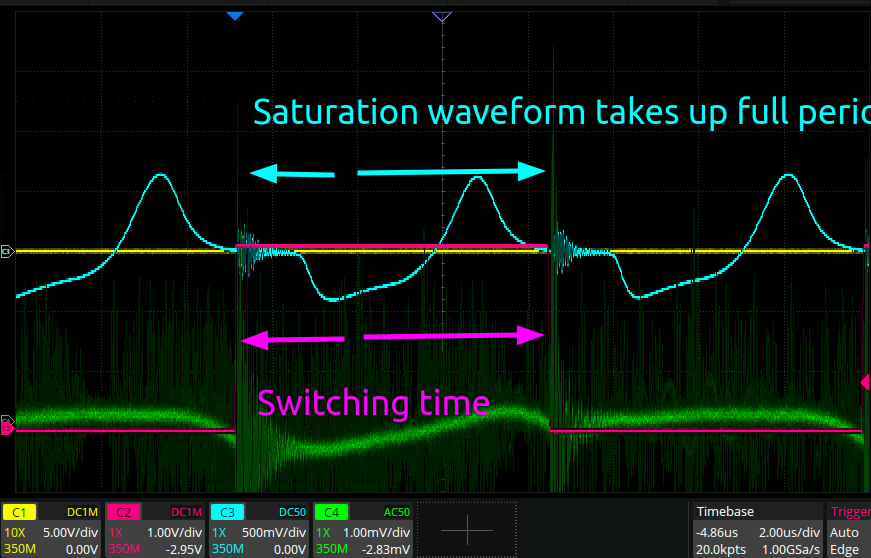 Saturation waveform takes up full peric
Switching time
C1 DC1M
10X 5.00V/div
350M 0.00V
C2 DC1M
1X 1.00V/div
350M -2.95V
C3 DC50
1X 500mV/div
350M 0.00V
C4 AC50
1X 1.00mV/div
350M -2.83mV
Timebase
-4.86us 2.00us/div
20.0kpts 1.00GSa/s
Trigger
Auto
Edge